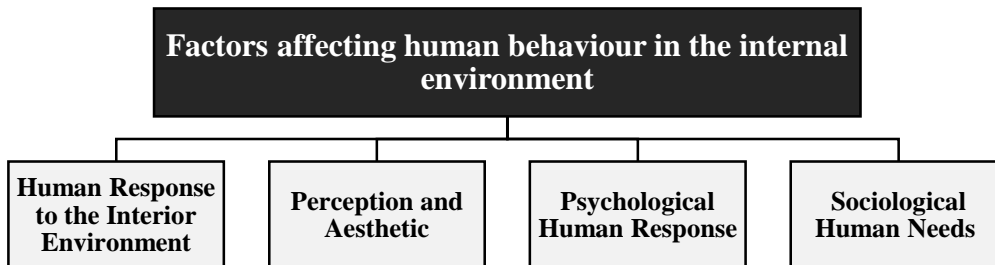 Factors affecting human behaviour in the internal
environment
Human Response
to the Interior
Environment
Perception and
Aesthetic
Psychological
Human Response
Sociological
Human Needs